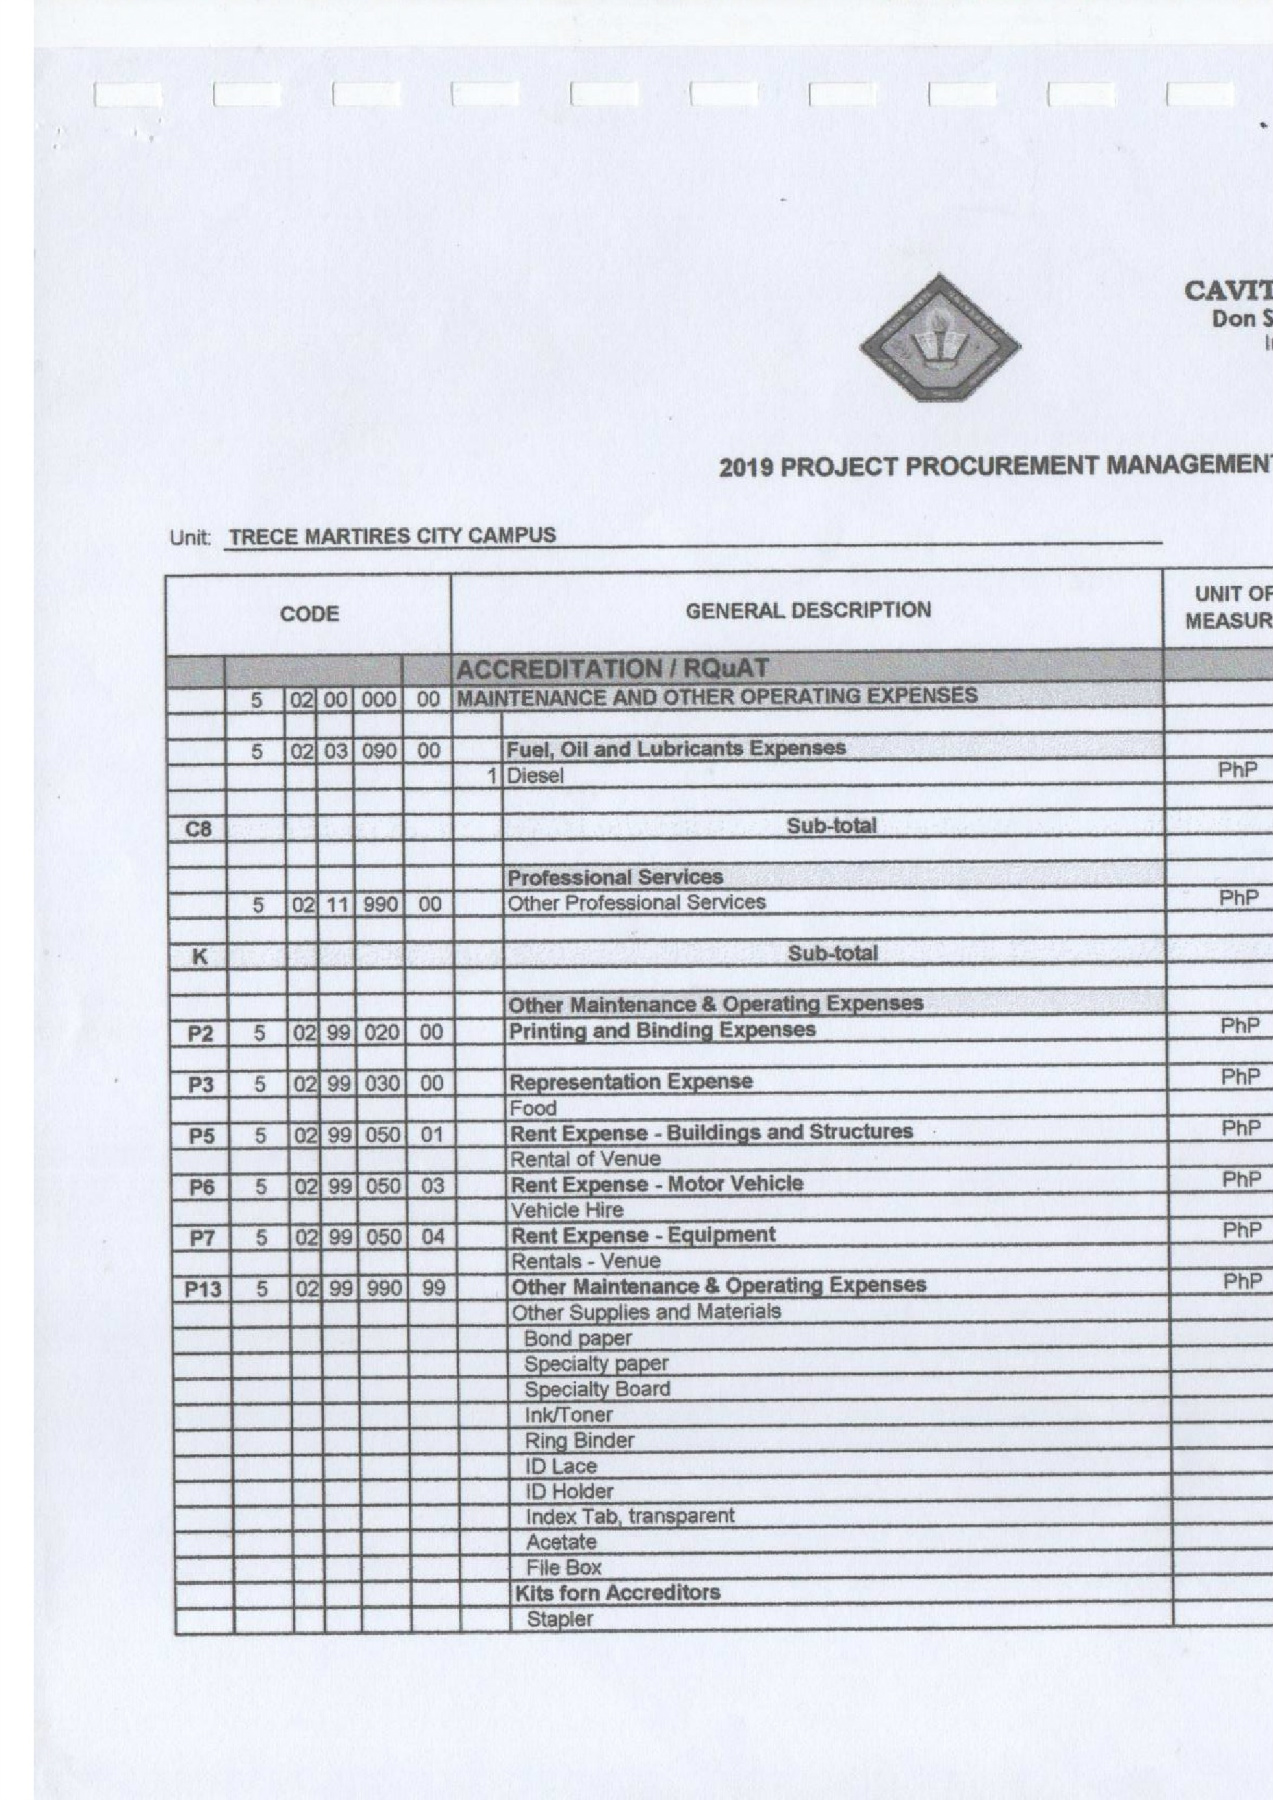 CAVIT
Don S
I
2019 PROJECT PROCUREMENT MANAGEMENT
Unit: TRECE MARTIRES CITY CAMPUS
CODE GENERAL DESCRIPTION UNIT OF MEASUR
ACCREDITATION / RQuAT
5 02 00 000 00 MAINTENANCE AND OTHER OPERATING EXPENSES
5 02 03 090 00 Fuel, Oil and Lubricants Expenses
1 Diesel PhP
C8 Sub-total
Professional Services
5 02 11 990 00 Other Professional Services PhP
K Sub-total
Other Maintenance & Operating Expenses
P2 5 02 99 020 00 Printing and Binding Expenses PhP
P3 5 02 99 030 00 Representation Expense PhP
Food
P5 5 02 99 050 01 Rent Expense - Buildings and Structures PhP
Rental of Venue
P6 5 02 99 050 03 Rent Expense - Motor Vehicle PhP
Vehicle Hire
P7 5 02 99 050 04 Rent Expense - Equipment PhP
Rentals - Venue
P13 5 02 99 990 99 Other Maintenance & Operating Expenses PhP
Other Supplies and Materials
Bond paper
Specialty paper
Specialty Board
Ink/Toner
Ring Binder
ID Lace
ID Holder
Index Tab, transparent
Acetate
File Box
Kits forn Accreditors
Stapler